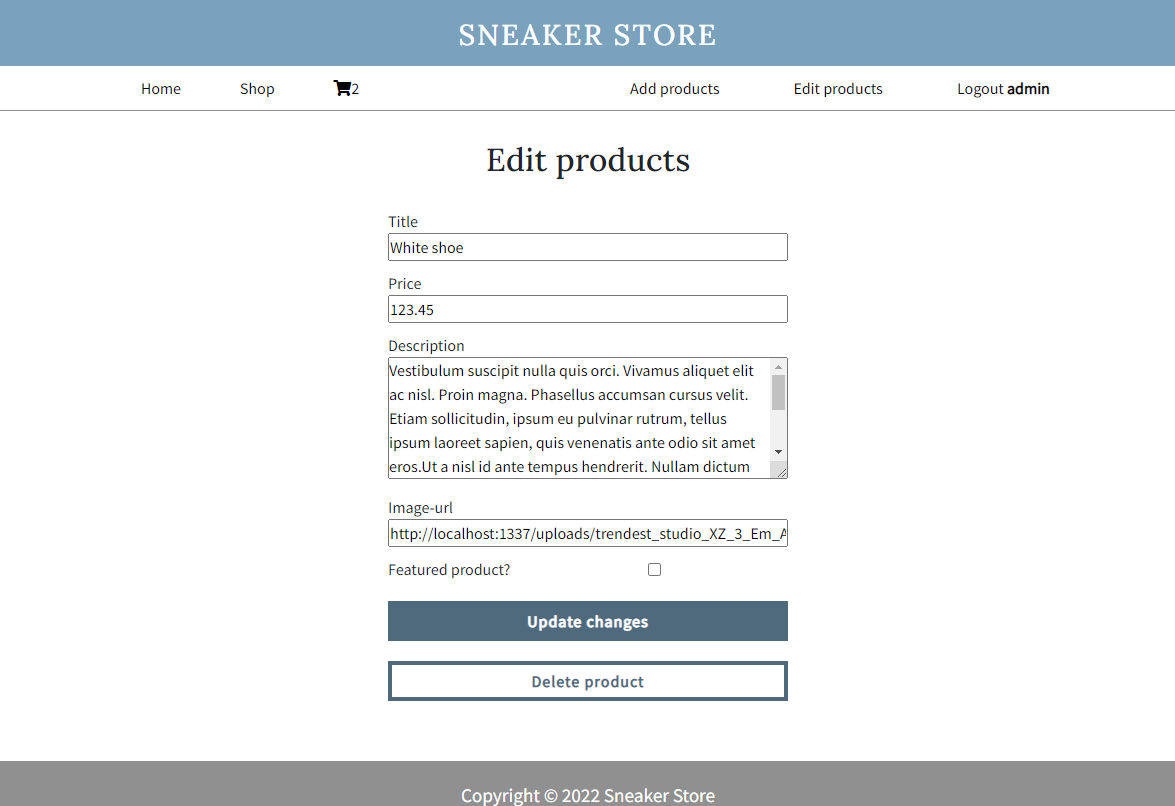 SNEAKER STORE
Home Shop 2 Add products Edit products Logout admin
Edit products
Title
White shoe
Price
123.45
Description
Vestibulum suscipit nulla quis orci. Vivamus aliquet elit
ac nisl. Proin magna. Phasellus accumsan cursus velit.
Etiam sollicitudin, ipsum eu pulvinar rutrum, tellus
ipsum laoreet sapien, quis venenatis ante odio sit amet
eros.Ut a nisl id ante tempus hendrerit. Nullam dictum
Image-url
http://localhost:1337/uploads/trendest_studio_XZ_3_Em_A
Featured product?
Update changes
Delete product
Copyright © 2022 Sneaker Store